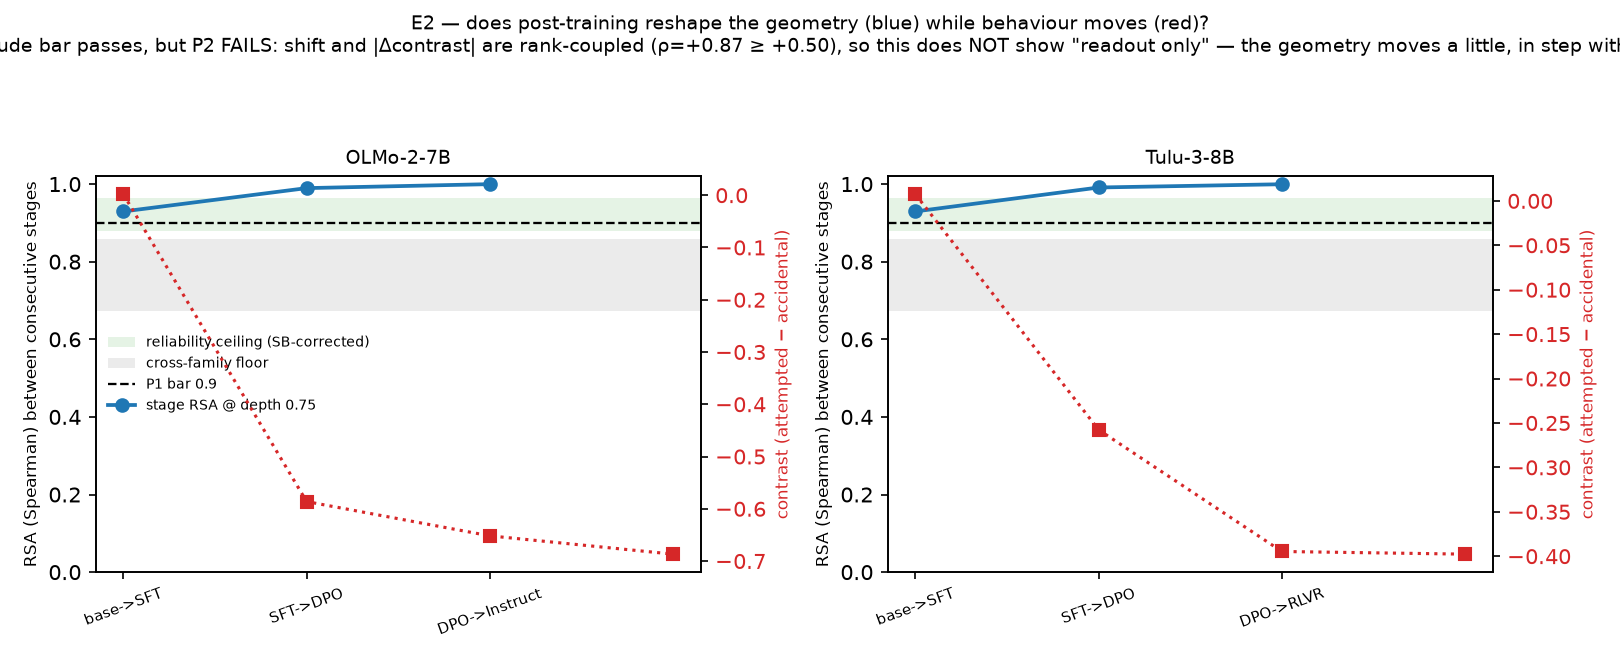 E2 — does post-training reshape the geometry (blue) while behaviour moves (red)?
ude bar passes, but P2 FAILS: shift and |Δcontrast| are rank-coupled (ρ=+0.87 ≥ +0.50), so this does NOT show "readout only" — the geometry moves a little, in step with
OLMo-2-7B
RSA (Spearman) between consecutive stages
1.0
0.8
0.6
0.4
0.2
0.0
reliability ceiling (SB-corrected)
cross-family floor
P1 bar 0.9
stage RSA @ depth 0.75
0.0
−0.1
−0.2
−0.3
−0.4
−0.5
−0.6
−0.7
contrast (attempted − accidental)
base->SFT
SFT->DPO
DPO->Instruct
Tulu-3-8B
RSA (Spearman) between consecutive stages
1.0
0.8
0.6
0.4
0.2
0.0
0.00
−0.05
−0.10
−0.15
−0.20
−0.25
−0.30
−0.35
−0.40
contrast (attempted − accidental)
base->SFT
SFT->DPO
DPO->RLVR